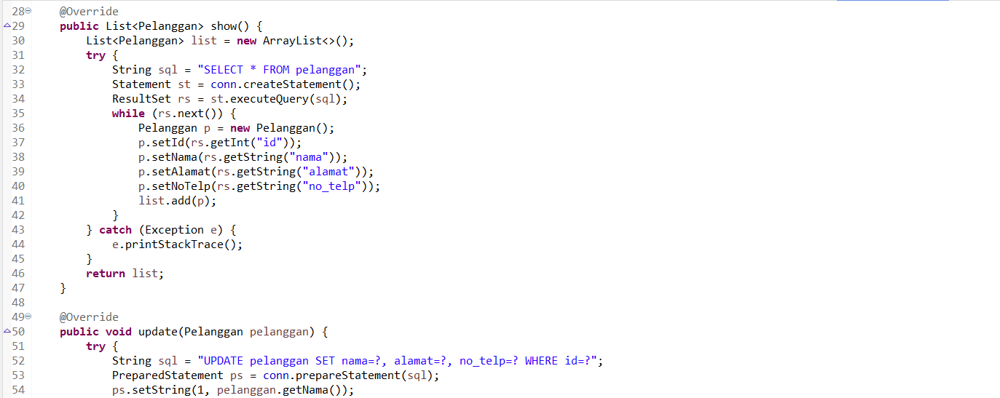 28 @Override
29 public List<Pelanggan> show() {
30 List<Pelanggan> list = new ArrayList<>();
31 try {
32 String sql = "SELECT * FROM pelanggan";
33 Statement st = conn.createStatement();
34 ResultSet rs = st.executeQuery(sql);
35 while (rs.next()) {
36 Pelanggan p = new Pelanggan();
37 p.setId(rs.getInt("id"));
38 p.setNama(rs.getString("nama"));
39 p.setAlamat(rs.getString("alamat"));
40 p.setNoTelp(rs.getString("no_telp"));
41 list.add(p);
42 }
43 } catch (Exception e) {
44 e.printStackTrace();
45 }
46 return list;
47 }
48
49 @Override
50 public void update(Pelanggan pelanggan) {
51 try {
52 String sql = "UPDATE pelanggan SET nama=?, alamat=?, no_telp=? WHERE id=?";
53 PreparedStatement ps = conn.prepareStatement(sql);
54 ps.setString(1, pelanggan.getNama());